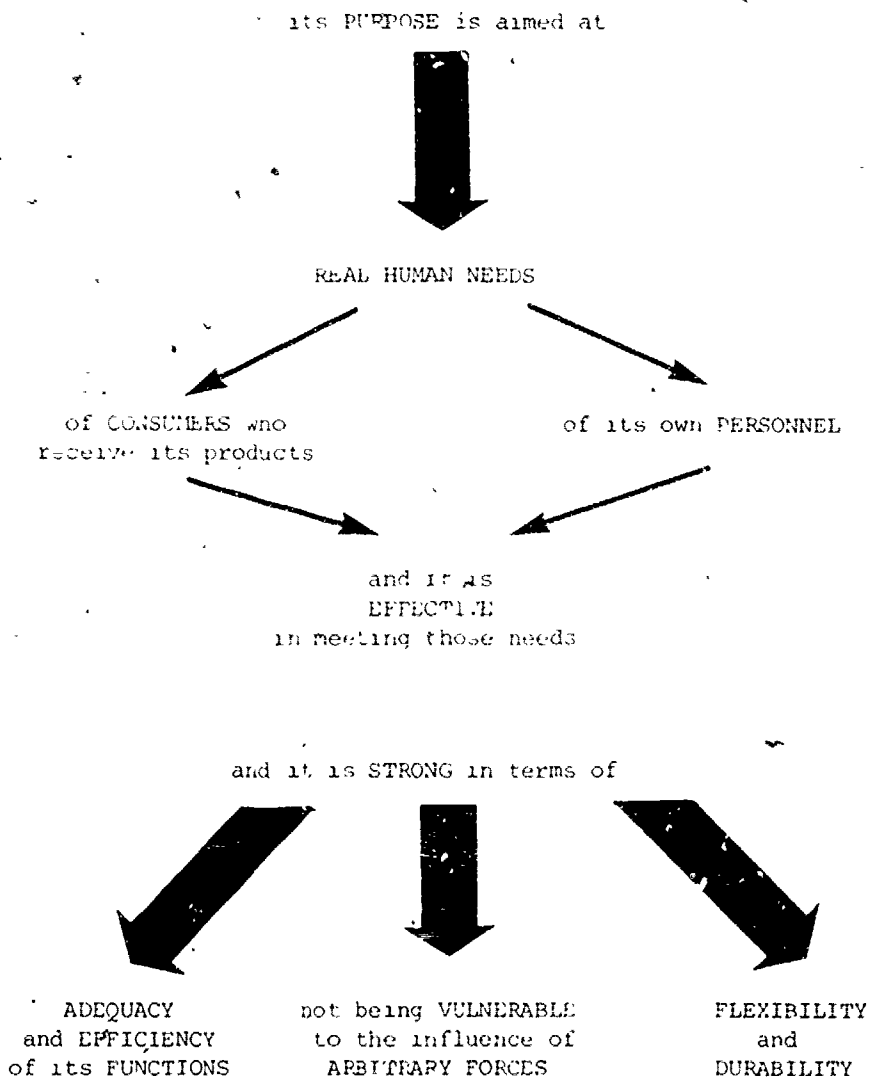 its PURPOSE is aimed at
REAL HUMAN NEEDS
of CONSUMERS who
receive its products
of its own PERSONNEL
and it is
EFFECTIVE
in meeting those needs
and it is STRONG in terms of
ADEQUACY
and EFFICIENCY
of its FUNCTIONS
not being VULNERABLE
to the influence of
ARBITRARY FORCES
FLEXIBILITY
and
DURABILITY